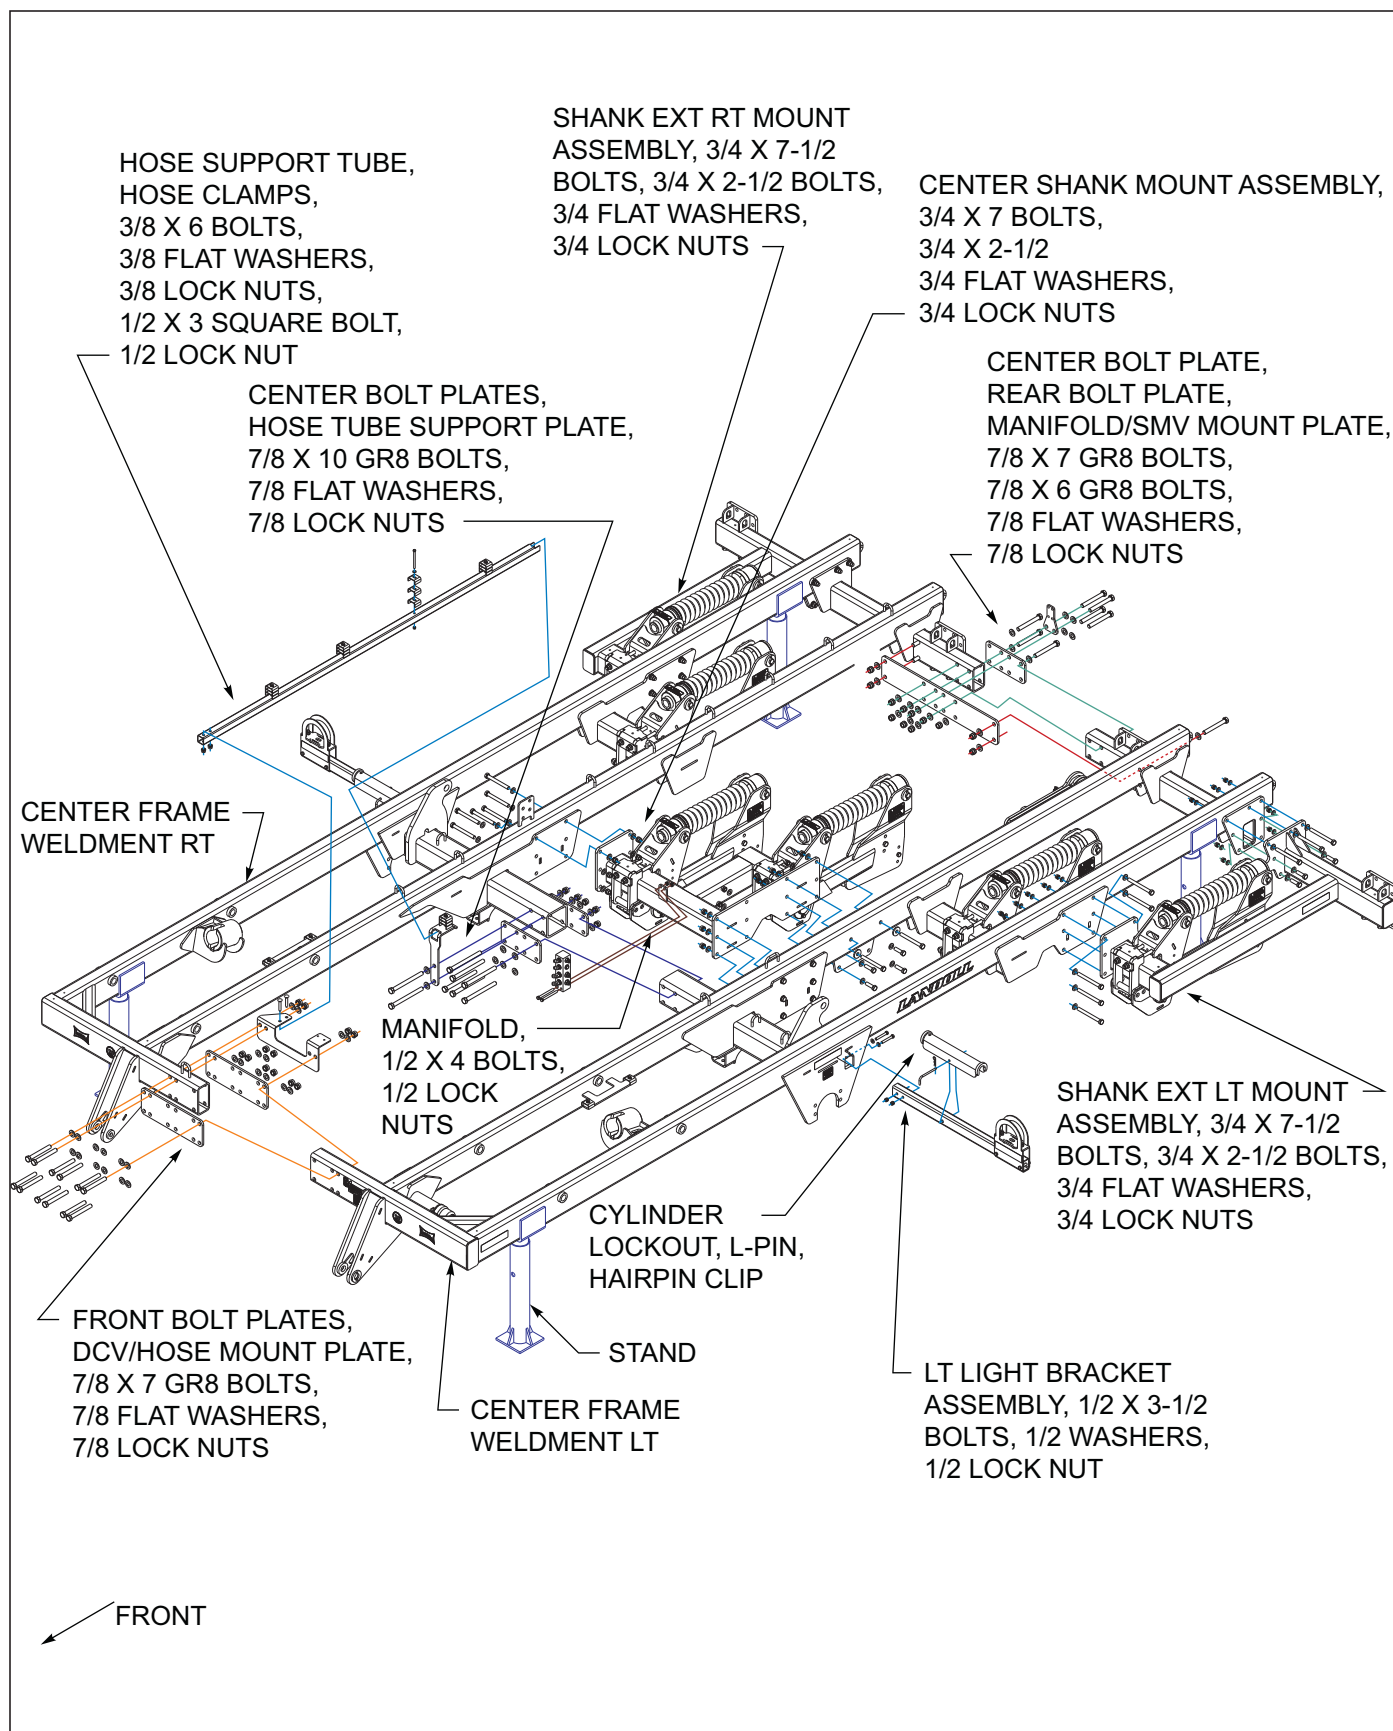 SHANK EXT RT MOUNT
ASSEMBLY, 3/4 X 7-1/2
BOLTS, 3/4 X 2-1/2 BOLTS,
3/4 FLAT WASHERS,
3/4 LOCK NUTS
HOSE SUPPORT TUBE,
HOSE CLAMPS,
3/8 X 6 BOLTS,
3/8 FLAT WASHERS,
3/8 LOCK NUTS,
1/2 X 3 SQUARE BOLT,
1/2 LOCK NUT
CENTER SHANK MOUNT ASSEMBLY,
3/4 X 7 BOLTS,
3/4 X 2-1/2
3/4 FLAT WASHERS,
3/4 LOCK NUTS
CENTER BOLT PLATES,
HOSE TUBE SUPPORT PLATE,
7/8 X 10 GR8 BOLTS,
7/8 FLAT WASHERS,
7/8 LOCK NUTS
CENTER BOLT PLATE,
REAR BOLT PLATE,
MANIFOLD/SMV MOUNT PLATE,
7/8 X 7 GR8 BOLTS,
7/8 X 6 GR8 BOLTS,
7/8 FLAT WASHERS,
7/8 LOCK NUTS
CENTER FRAME
WELDMENT RT
LANDOLL
MANIFOLD,
1/2 X 4 BOLTS,
1/2 LOCK
NUTS
SHANK EXT LT MOUNT
ASSEMBLY, 3/4 X 7-1/2
BOLTS, 3/4 X 2-1/2 BOLTS,
3/4 FLAT WASHERS,
3/4 LOCK NUTS
CYLINDER
LOCKOUT, L-PIN,
HAIRPIN CLIP
FRONT BOLT PLATES,
DCV/HOSE MOUNT PLATE,
7/8 X 7 GR8 BOLTS,
7/8 FLAT WASHERS,
7/8 LOCK NUTS
STAND
CENTER FRAME
WELDMENT LT
LT LIGHT BRACKET
ASSEMBLY, 1/2 X 3-1/2
BOLTS, 1/2 WASHERS,
1/2 LOCK NUT
FRONT